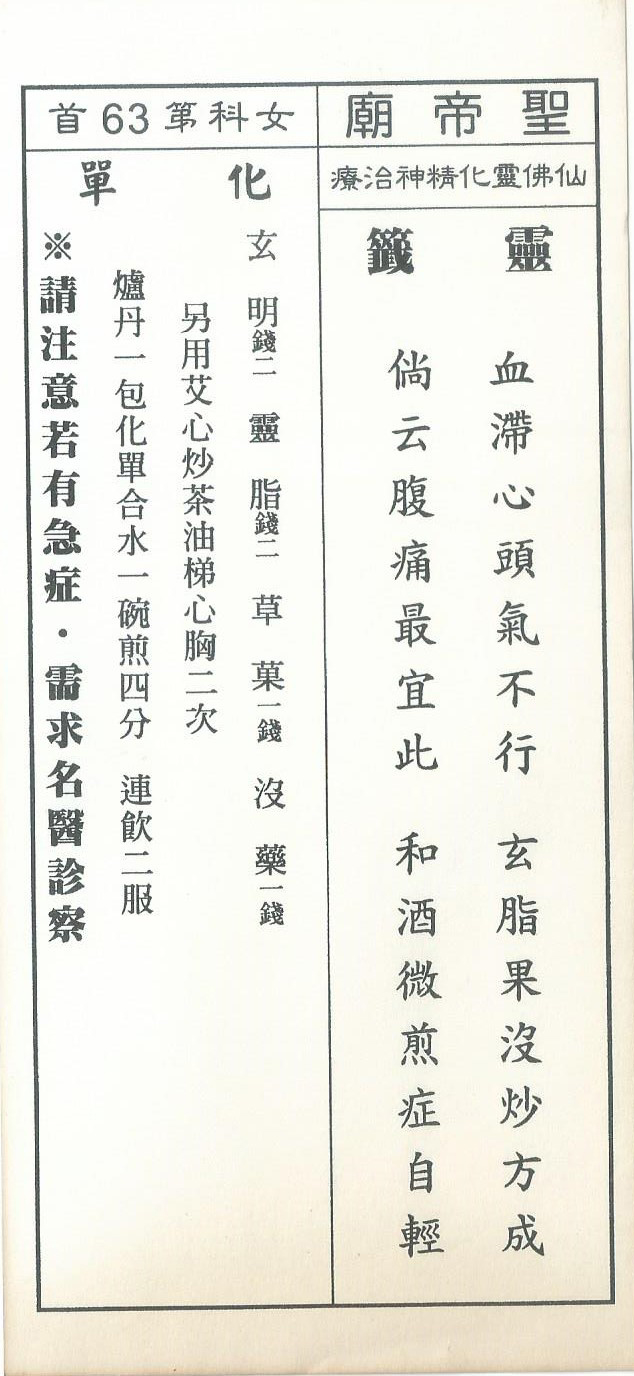 聖帝廟
仙佛靈化精神治療
靈籤
血滯心頭氣不行 玄脂果沒炒方成
倘云腹痛最宜此 和酒微煎症自輕
女科第63首
化單
玄明錢二 靈脂錢二 草菓一錢 沒藥一錢
另用艾心炒茶油梯心胸二次
爐丹一包化單合水一碗煎四分 連飲二服
※請注意若有急症·需求名醫診察